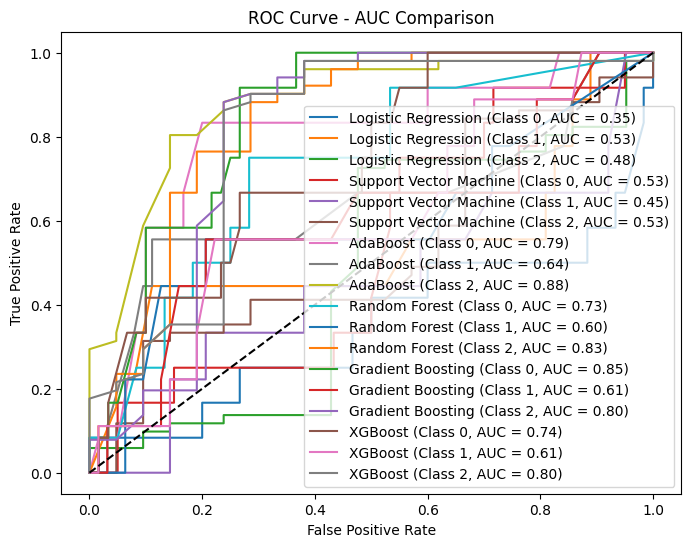 ROC Curve - AUC Comparison
1.0
0.8
0.6
0.4
0.2
0.0
True Positive Rate
Logistic Regression (Class 0, AUC = 0.35)
Logistic Regression (Class 1, AUC = 0.53)
Logistic Regression (Class 2, AUC = 0.48)
Support Vector Machine (Class 0, AUC = 0.53)
Support Vector Machine (Class 1, AUC = 0.45)
Support Vector Machine (Class 2, AUC = 0.53)
AdaBoost (Class 0, AUC = 0.79)
AdaBoost (Class 1, AUC = 0.64)
AdaBoost (Class 2, AUC = 0.88)
Random Forest (Class 0, AUC = 0.73)
Random Forest (Class 1, AUC = 0.60)
Random Forest (Class 2, AUC = 0.83)
Gradient Boosting (Class 0, AUC = 0.85)
Gradient Boosting (Class 1, AUC = 0.61)
Gradient Boosting (Class 2, AUC = 0.80)
XGBoost (Class 0, AUC = 0.74)
XGBoost (Class 1, AUC = 0.61)
XGBoost (Class 2, AUC = 0.80)
0.0 0.2 0.4 0.6 0.8 1.0
False Positive Rate